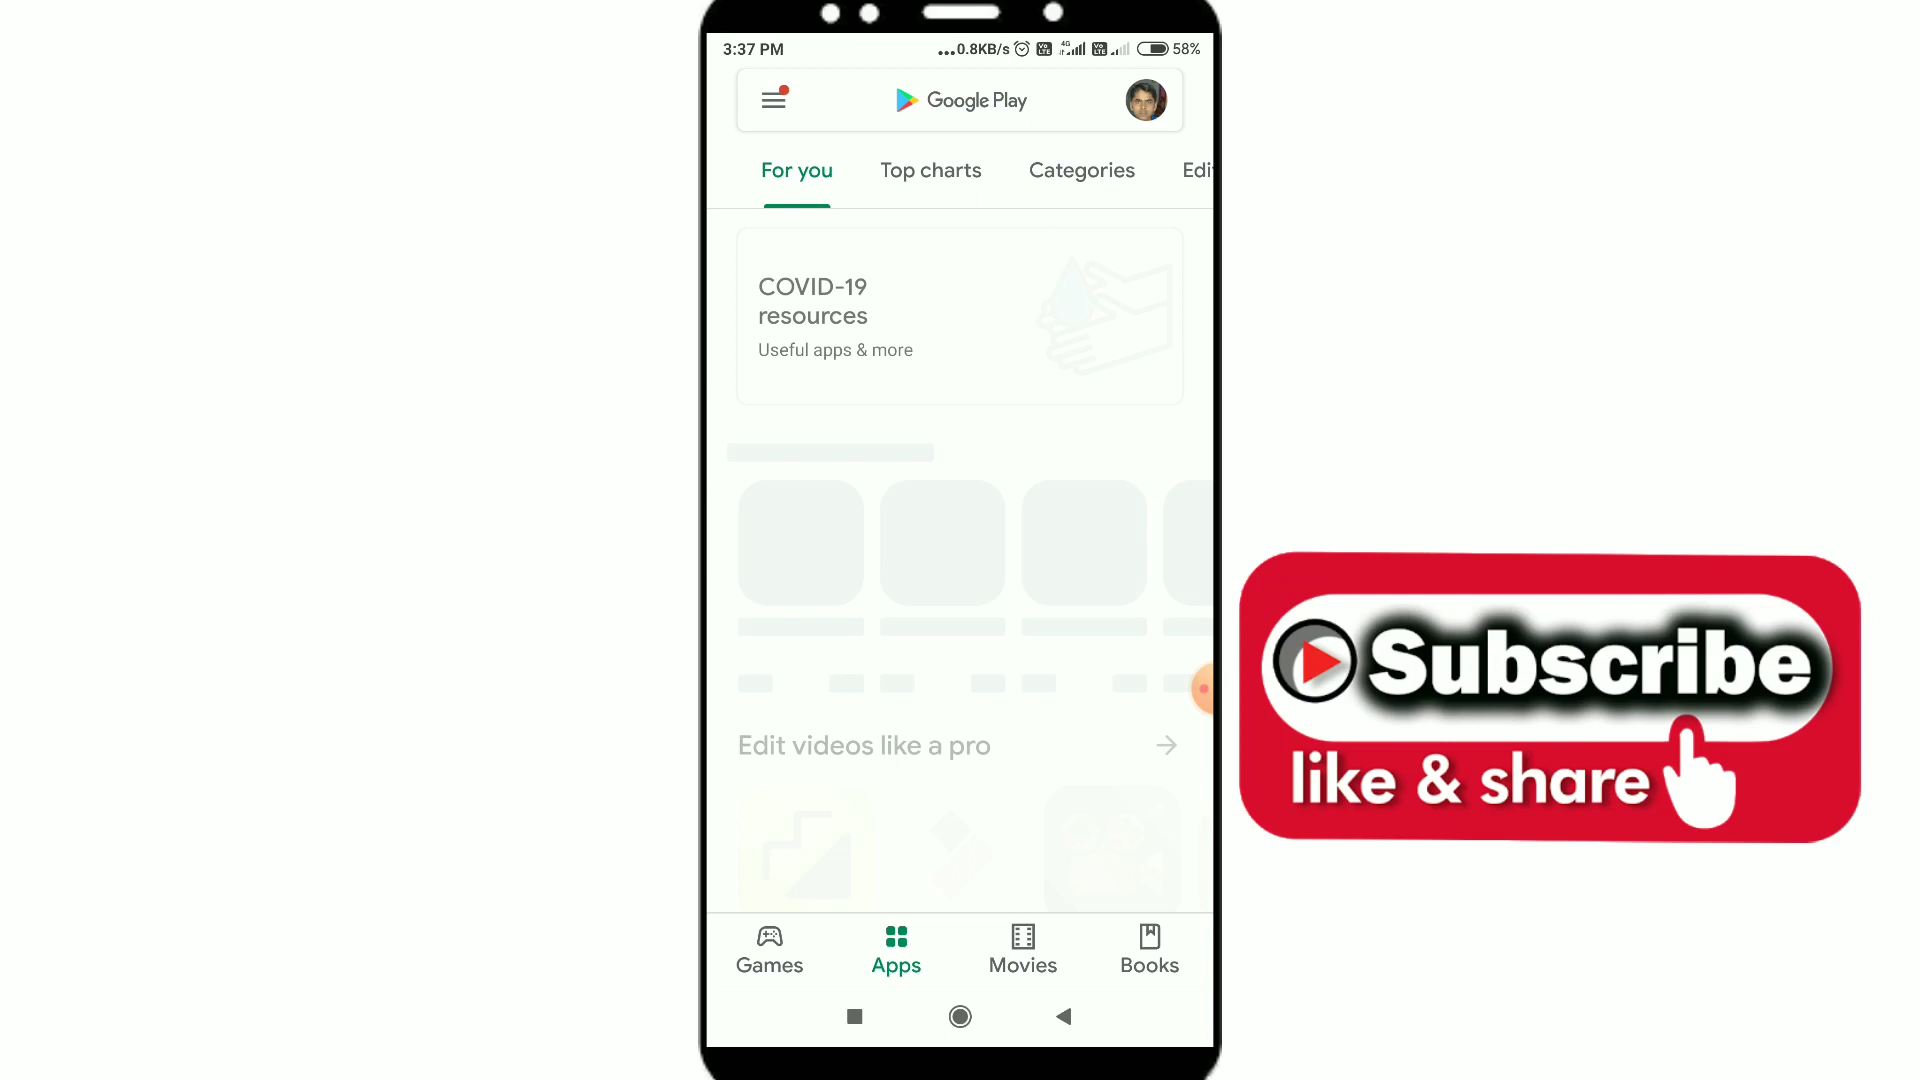 3:37 PM
...0.8KB/s
4G
58%
Google Play
For you
Top charts
Categories
Edi
COVID-19
resources
Useful apps & more
Edit videos like a pro
Games
Apps
Movies
Books
Subscribe
like & share